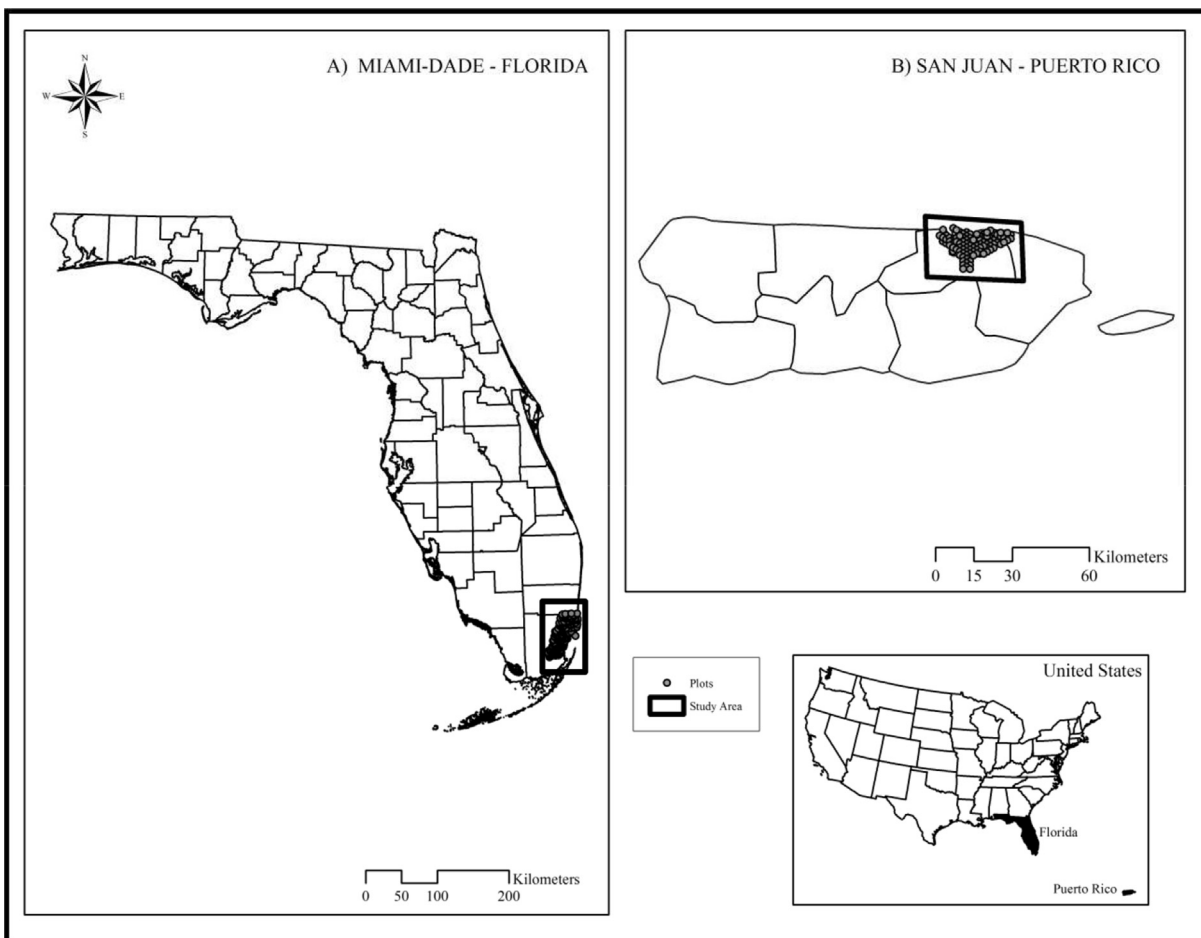 A) MIAMI-DADE - FLORIDA
N
W E
S
Kilometers
0 50 100 200
B) SAN JUAN - PUERTO RICO
Kilometers
0 15 30 60
Plots
Study Area
United States
Florida
Puerto Rico